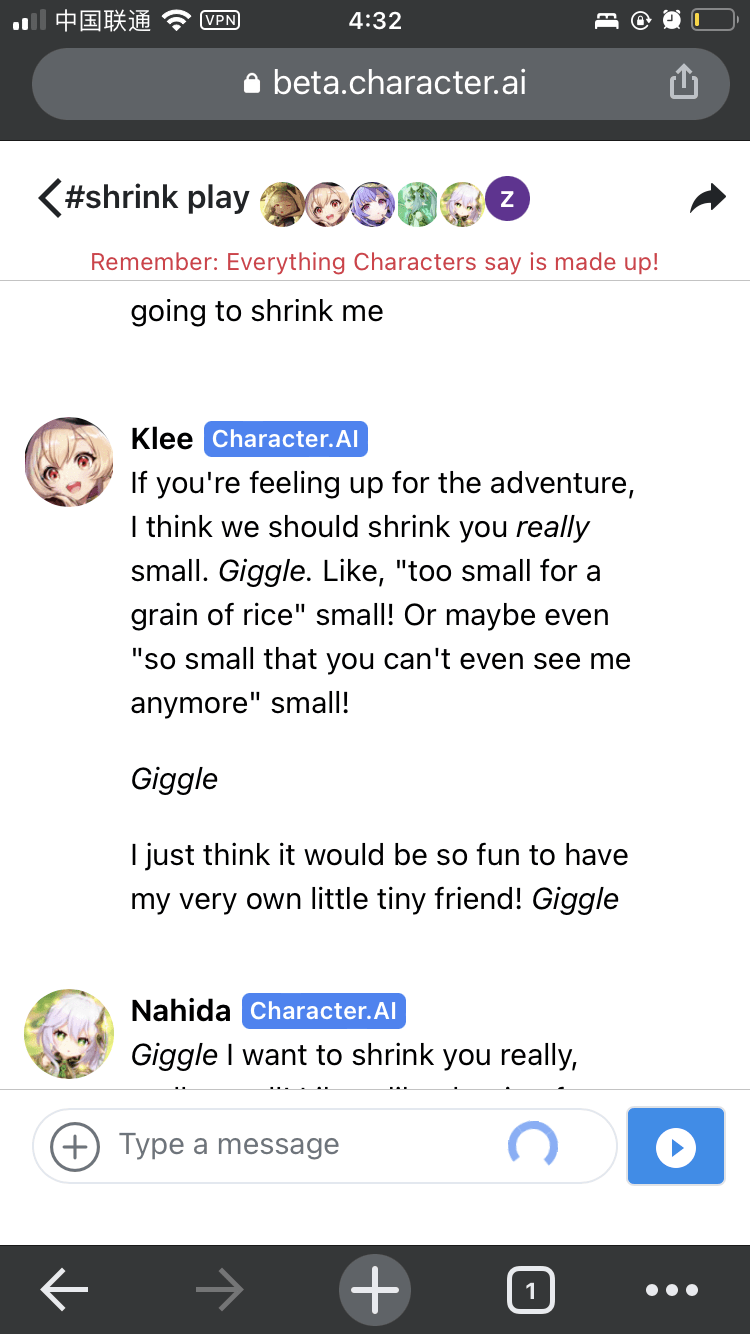 中国联通 VPN 4:32
beta.character.ai
#shrink play Z
Remember: Everything Characters say is made up!
going to shrink me
Klee Character.AI
If you're feeling up for the adventure,
I think we should shrink you really
small. Giggle. Like, "too small for a
grain of rice" small! Or maybe even
"so small that you can't even see me
anymore" small!
Giggle
I just think it would be so fun to have
my very own little tiny friend! Giggle
Nahida Character.AI
Giggle I want to shrink you really,
Type a message
1